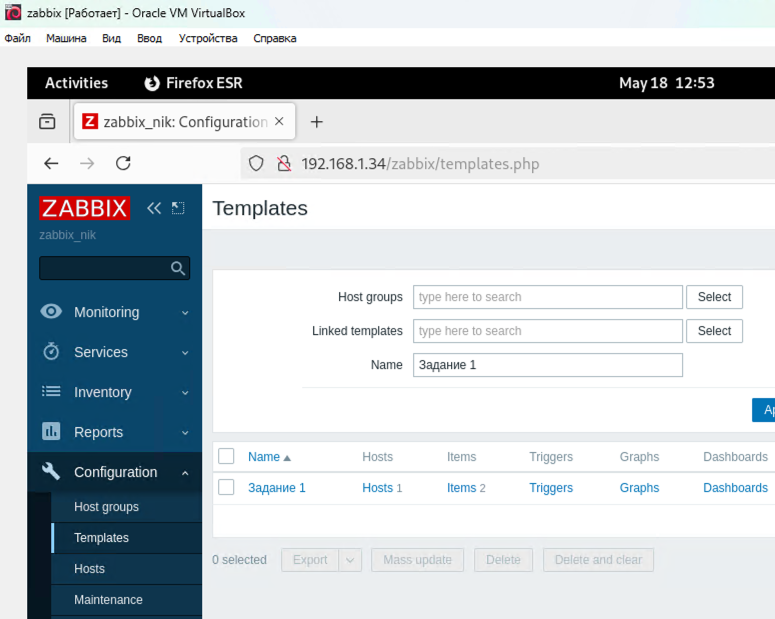 zabbix [Работает] - Oracle VM VirtualBox
Файл Машина Вид Ввод Устройства Справка
Activities Firefox ESR May 18 12:53
Z zabbix_nik: Configuration × +
192.168.1.34/zabbix/templates.php
ZABBIX Templates
zabbix_nik
Host groups type here to search Select
Monitoring
Linked templates type here to search Select
Services
Name Задание 1
Inventory
Ap
Reports
Name Hosts Items Triggers Graphs Dashboards
Configuration
Задание 1 Hosts 1 Items 2 Triggers Graphs Dashboards
Host groups
Templates
0 selected Export Mass update Delete Delete and clear
Hosts
Maintenance